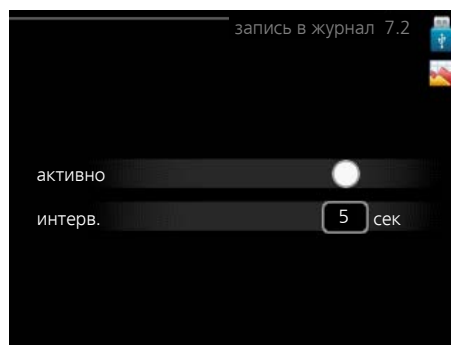 запись в журнал 7.2
активно
интерв. 5 сек